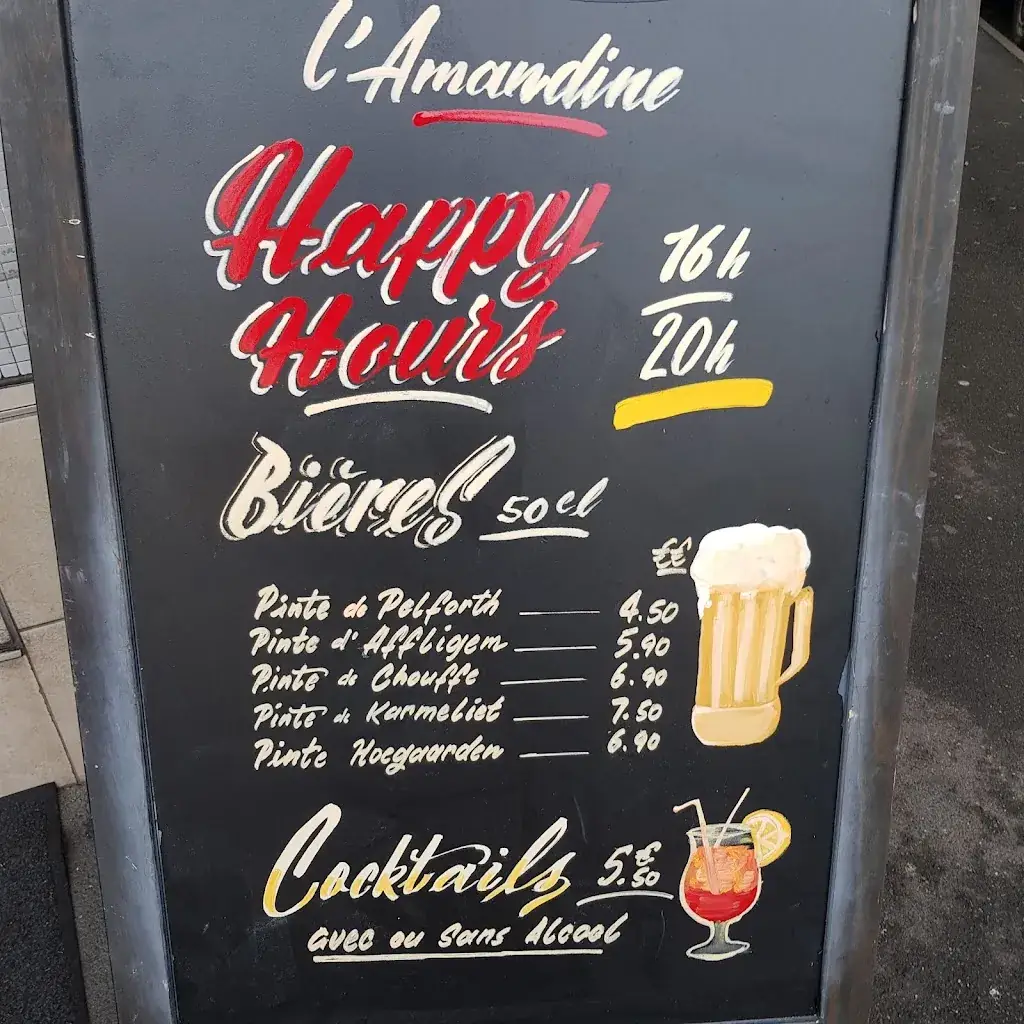 L'Amandine
Happy
Hours
16h
20h
Bières 50cl
€
Pinte de Pelforth 4.50
Pinte d'Affligem 5.90
Pinte de Chouffe 6.90
Pinte de Karmeliet 7.50
Pinte Hoegaarden 6.90
Cocktails 5.€50
avec ou sans Alcool